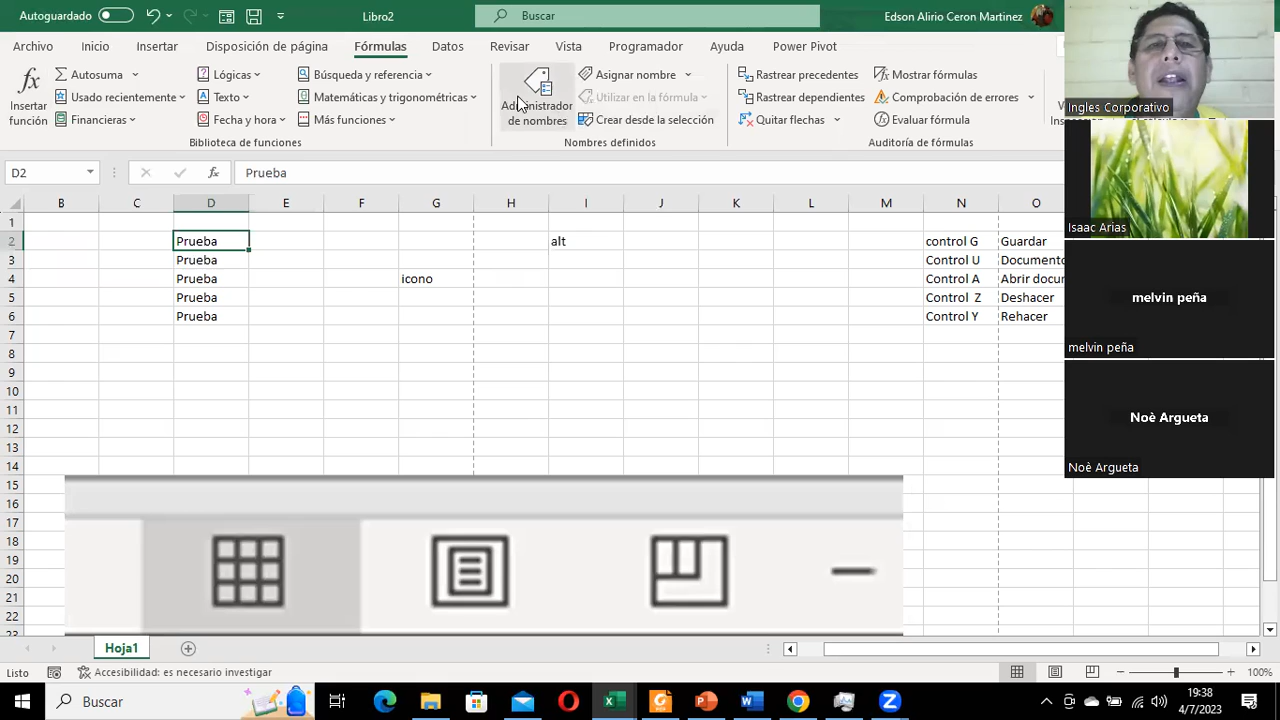 Autoguardado
Libro2
Buscar
Edson Alirio Ceron Martinez
Archivo Inicio Insertar Disposición de página Fórmulas Datos Revisar Vista Programador Ayuda Power Pivot
Insertar función
Autosuma
Usado recientemente
Financieras
Lógicas
Texto
Fecha y hora
Búsqueda y referencia
Matemáticas y trigonométricas
Más funciones
Biblioteca de funciones
Administrador de nombres
Asignar nombre
Utilizar en la fórmula
Crear desde la selección
Nombres definidos
Rastrear precedentes
Rastrear dependientes
Quitar flechas
Mostrar fórmulas
Comprobación de errores
Evaluar fórmula
Auditoría de fórmulas
D2
fx
Prueba
B C D E F G H I J K L M N O
1
2 Prueba alt control G Guardar
3 Prueba Control U Documento
4 Prueba icono Control A Abrir docu
5 Prueba Control Z Deshacer
6 Prueba Control Y Rehacer
7
8
9
10
11
12
13
14
15
16
17
18
19
20
21
22
23
Ingles Corporativo
Isaac Arias
melvin peña
melvin peña
Noè Argueta
Noè Argueta
Hoja1
Listo
Accesibilidad: es necesario investigar
100%
Buscar
19:38
4/7/2023